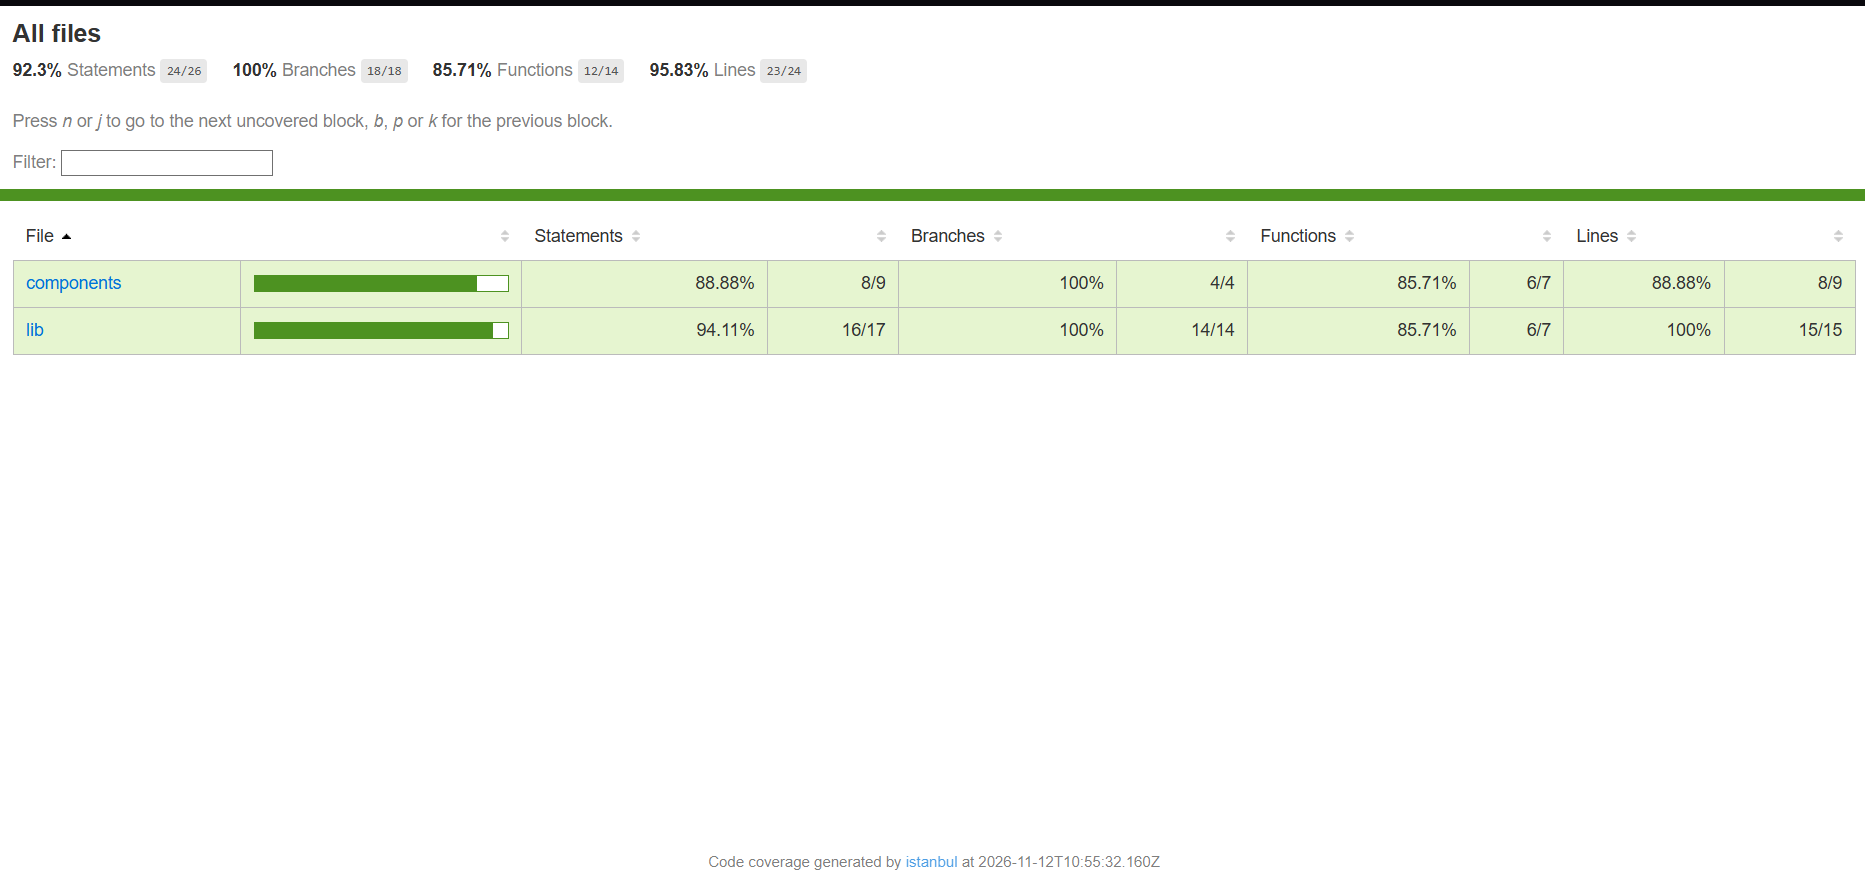 All files
92.3% Statements 24/26 100% Branches 18/18 85.71% Functions 12/14 95.83% Lines 23/24
Press n or j to go to the next uncovered block, b, p or k for the previous block.
Filter:
File Statements Branches Functions Lines
components 88.88% 8/9 100% 4/4 85.71% 6/7 88.88% 8/9
lib 94.11% 16/17 100% 14/14 85.71% 6/7 100% 15/15
Code coverage generated by istanbul at 2026-11-12T10:55:32.160Z